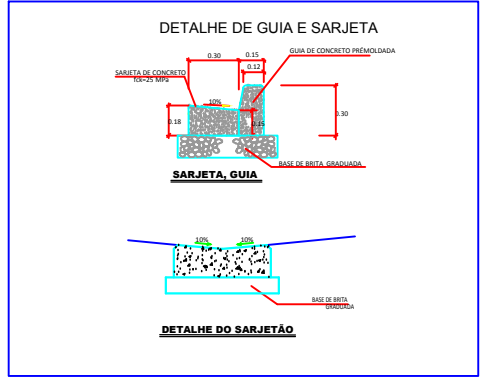 DETALHE DE GUIA E SARJETA
0.30
0.15
GUIA DE CONCRETO PRÉMOLDADA
0.12
SARJETA DE CONCRETO
fck=25 MPa
10%
0.18
0.15
0.30
BASE DE BRITA GRADUADA
SARJETA, GUIA
10%
10%
BASE DE BRITA
GRADUADA
DETALHE DO SARJETÃO